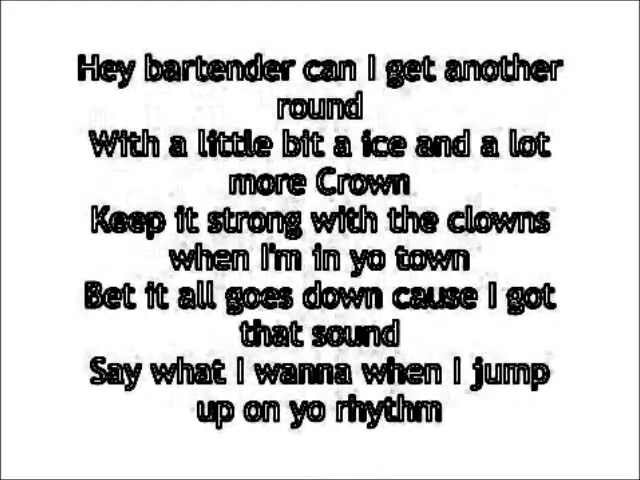 Hey bartender can I get another
round
With a little bit a ice and a lot
more Crown
Keep it strong with the clowns
when I'm in yo town
Bet it all goes down cause I got
that sound
Say what I wanna when I jump
up on yo rhythm